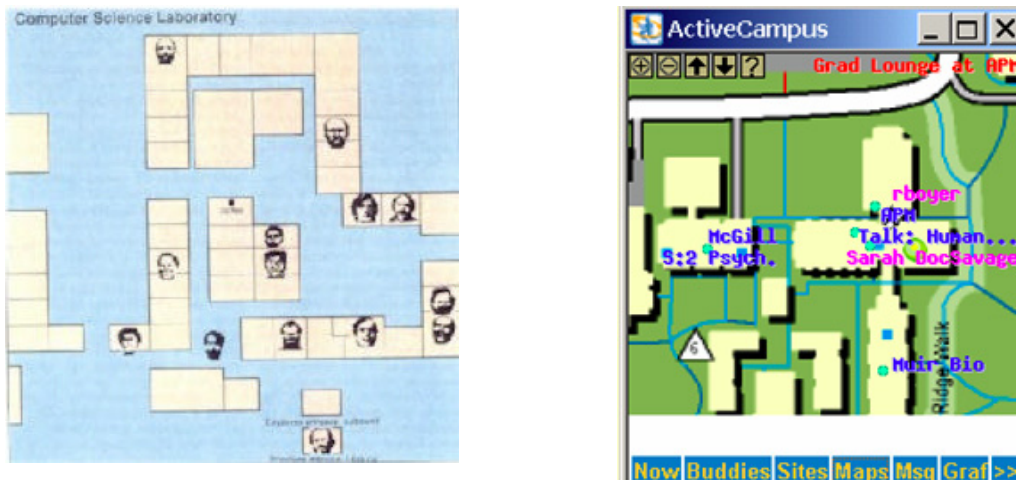 Computer Science Laboratory
ActiveCampus
Grad Lounge at APM
rboyer
APM
McGill
Talk: Human...
5:2 Psych.
Sarah DocSavage
6
Muir Bio
Ridge Walk
Now Buddies Sites Maps Msg Graf >>